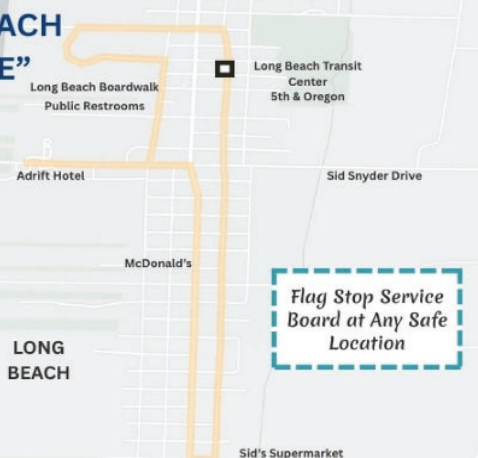 ACH
E”
Long Beach Transit
Center
5th & Oregon
Long Beach Boardwalk
Public Restrooms
Adrift Hotel
Sid Snyder Drive
McDonald's
Flag Stop Service
Board at Any Safe
Location
LONG
BEACH
Sid's Supermarket